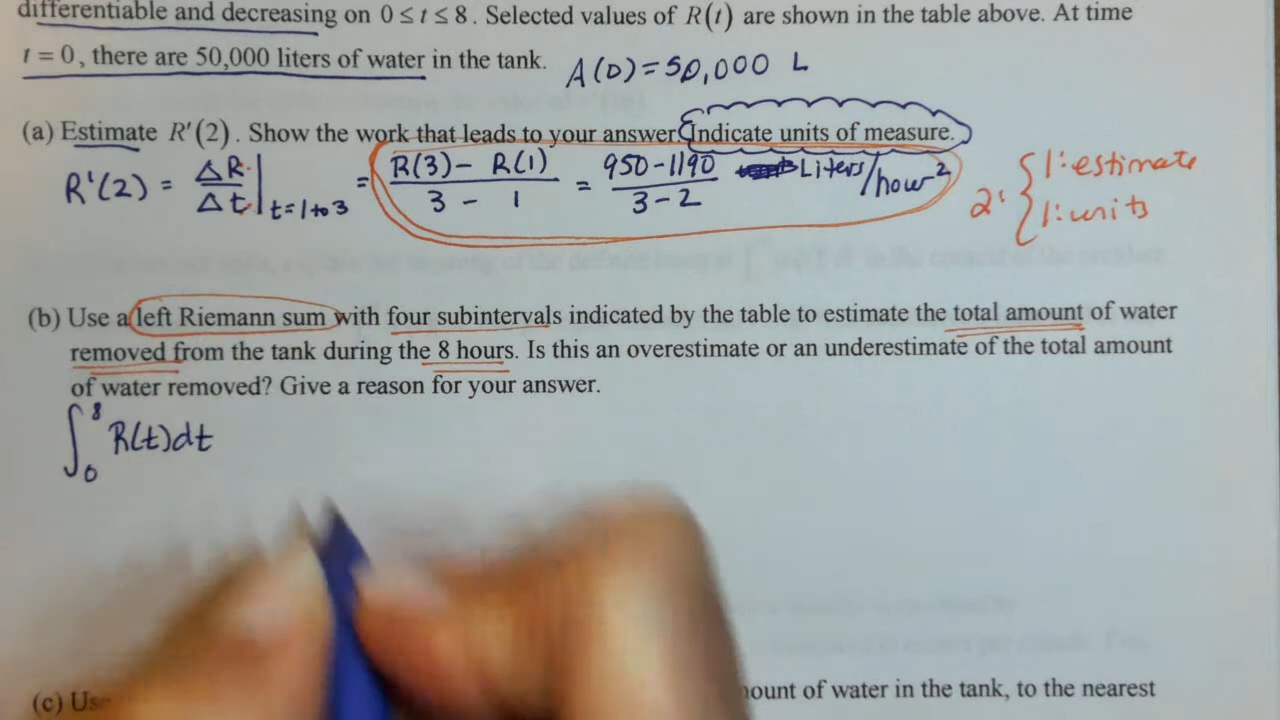 differentiable and decreasing on 0 ≤ t ≤ 8. Selected values of R(t) are shown in the table above. At time
t = 0, there are 50,000 liters of water in the tank. A(0) = 50,000 L
(a) Estimate R'(2). Show the work that leads to your answer. Indicate units of measure.
R'(2) = ΔR/Δt | t=1 to 3 = (R(3) - R(1))/(3 - 1) = (950-1190)/(3-2) Liters/hour² 2: { 1: estimate
1: units
(b) Use a left Riemann sum with four subintervals indicated by the table to estimate the total amount of water
removed from the tank during the 8 hours. Is this an overestimate or an underestimate of the total amount
of water removed? Give a reason for your answer.
∫₀⁸ R(t)dt
(c) Use ount of water in the tank, to the nearest